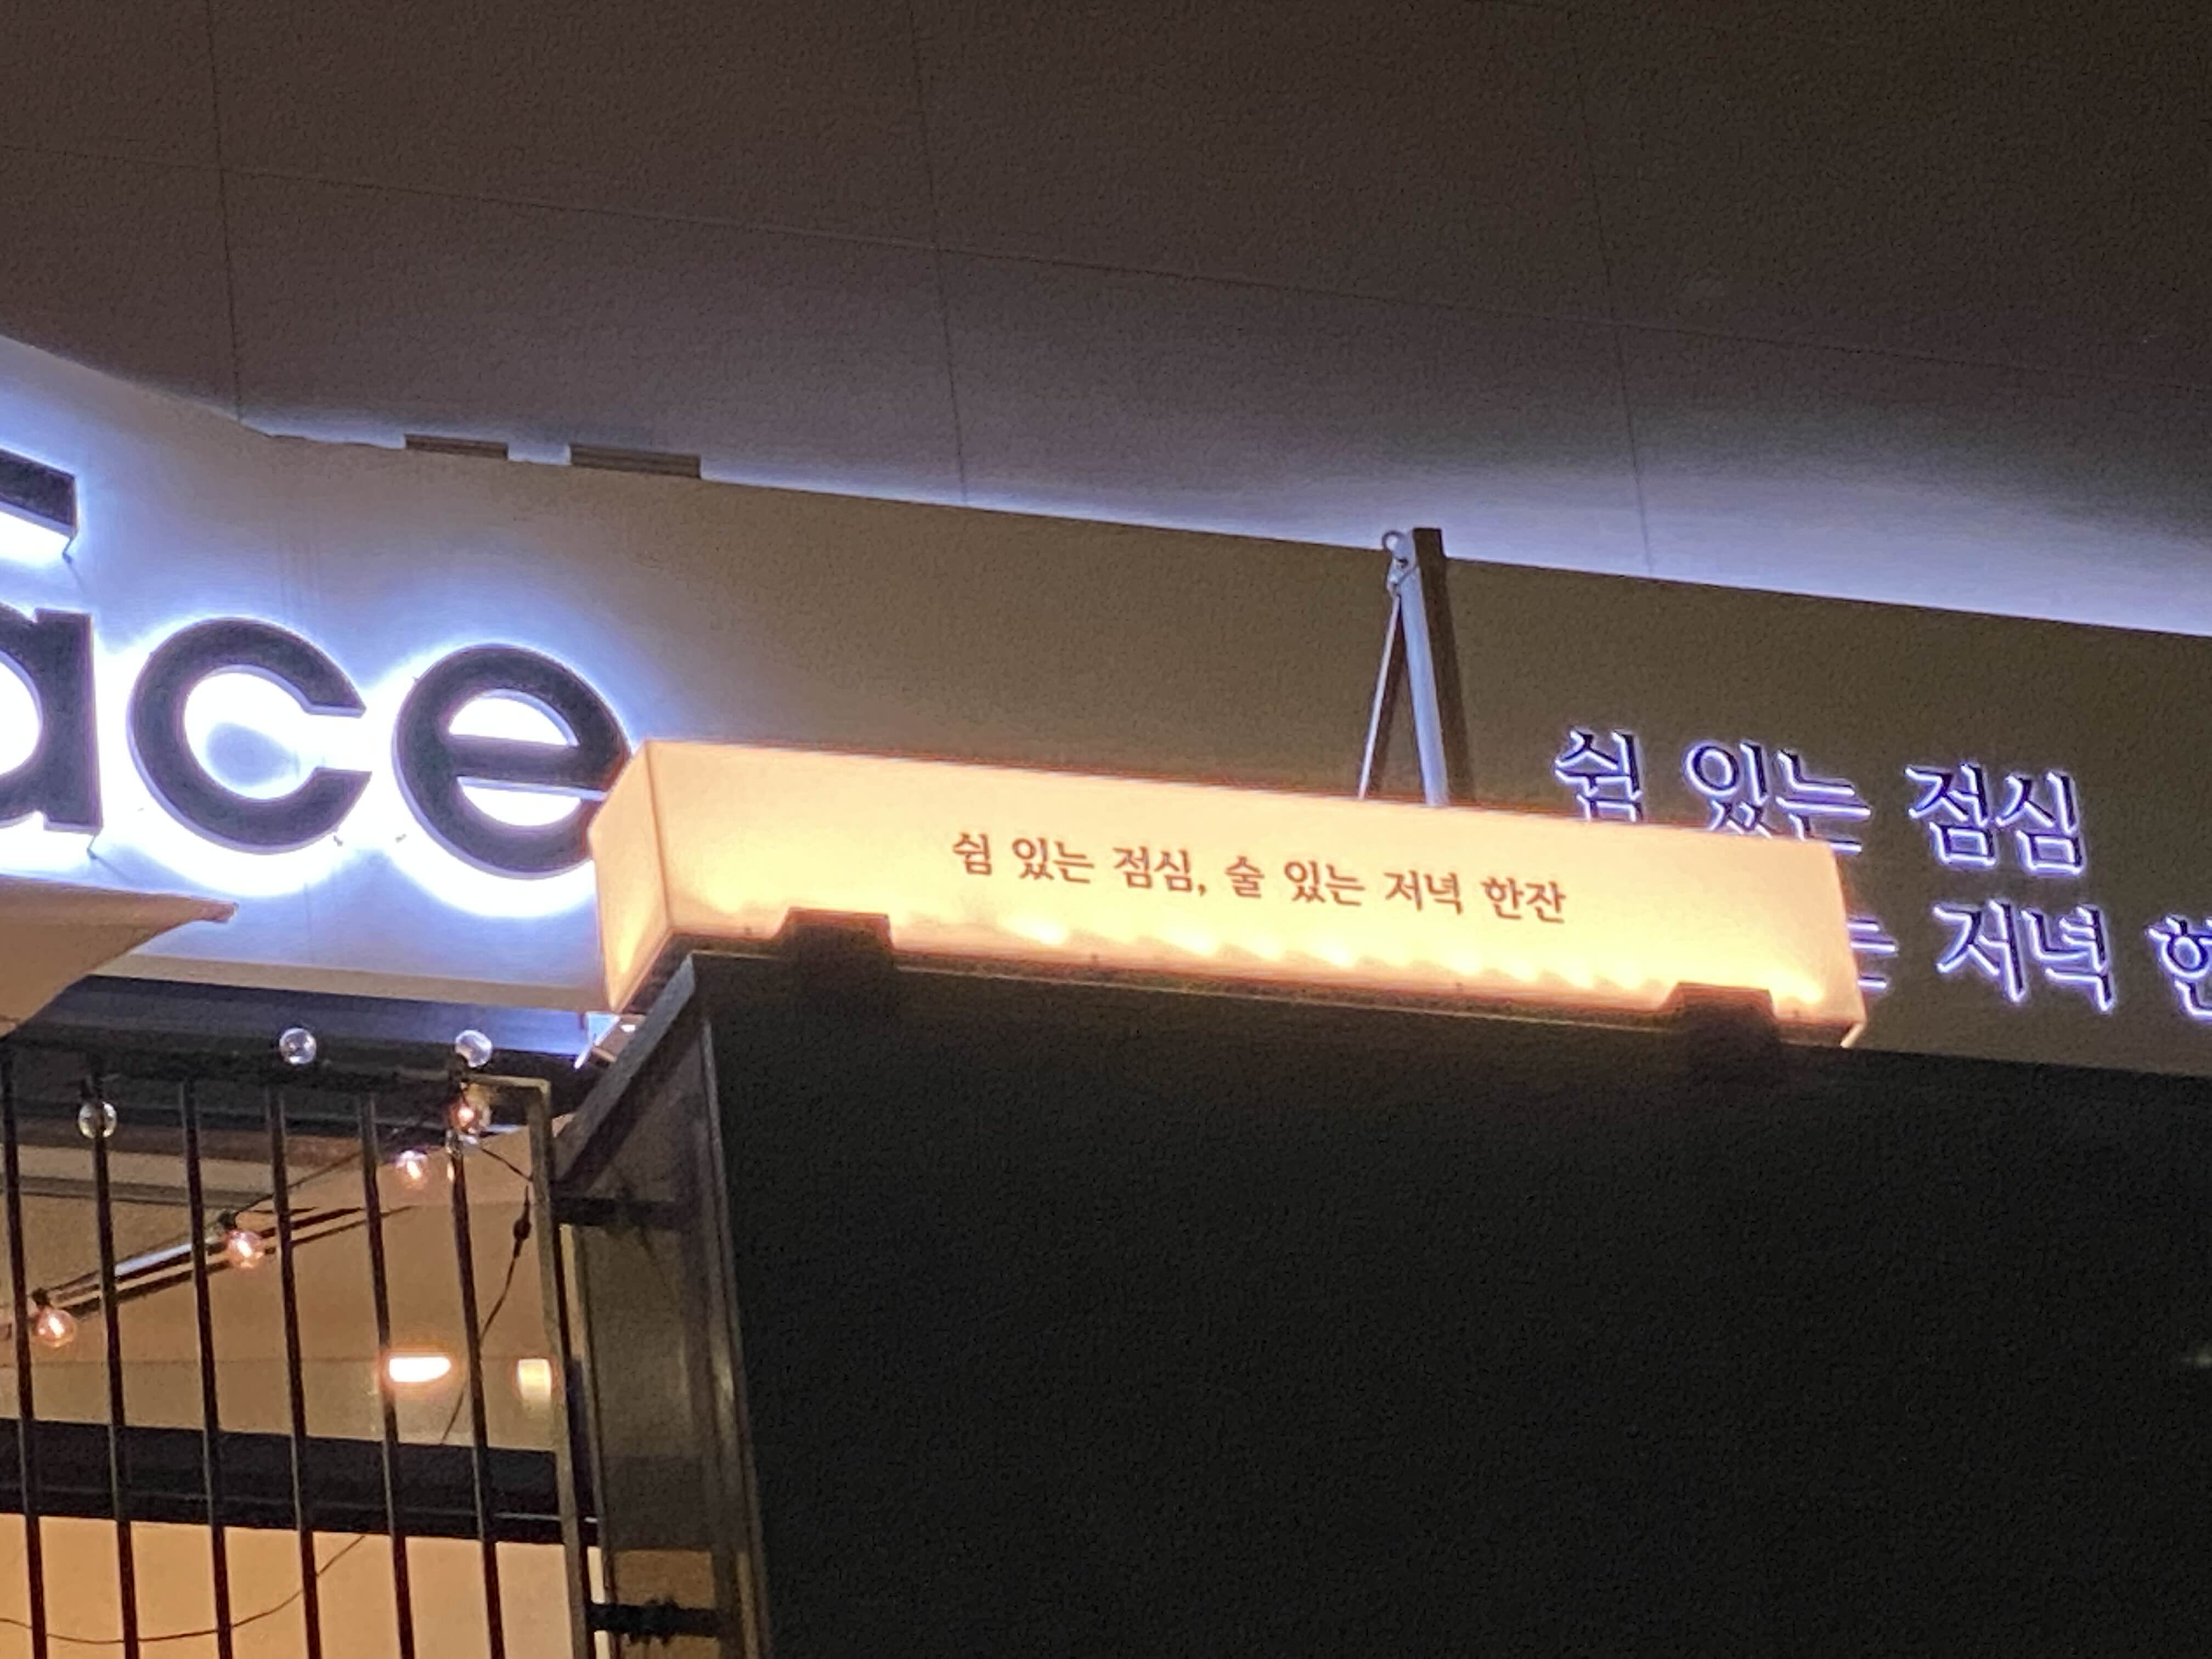 ace
쉼 있는 점심, 술 있는 저녁 한잔
쉼 있는 점심
저녁